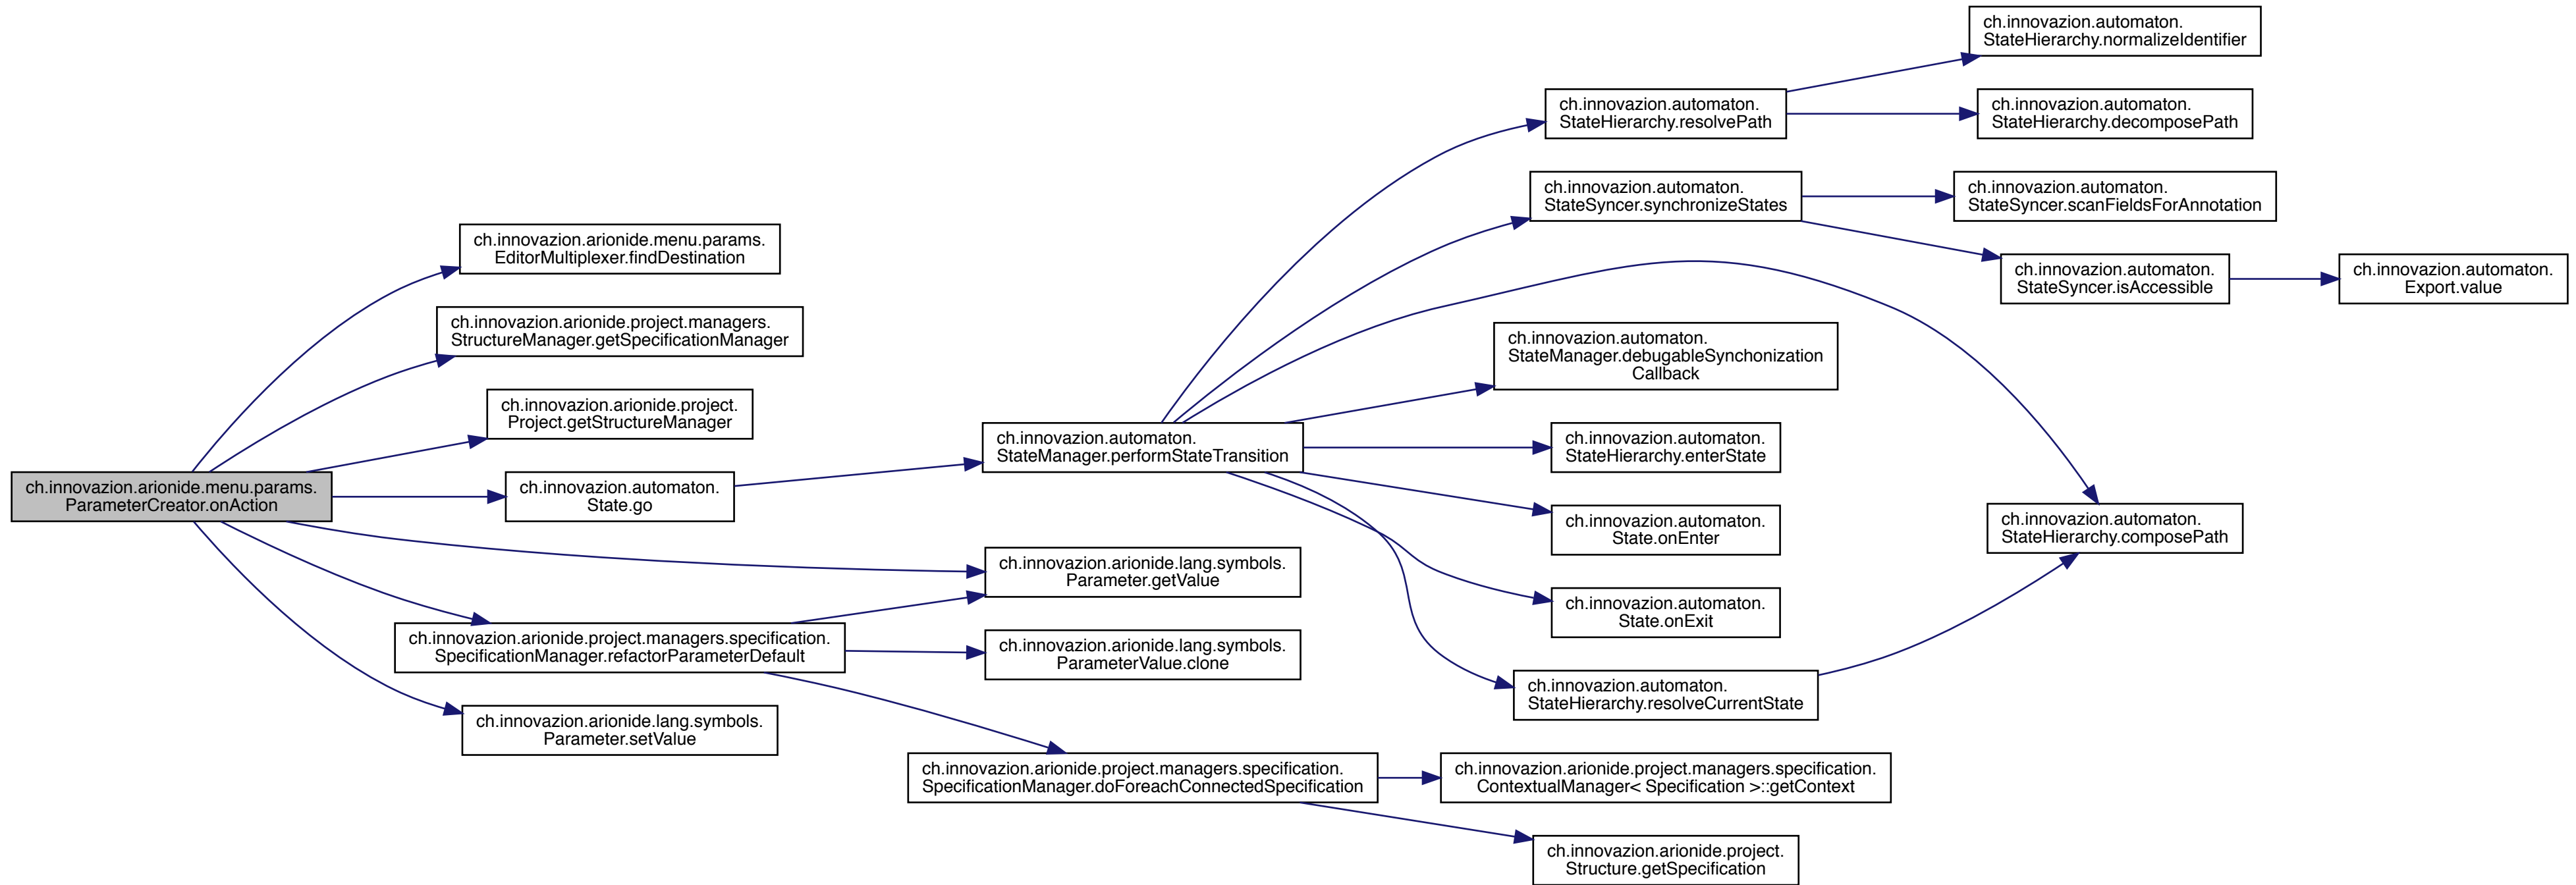 ch.innovazion.arionide.menu.params.
ParameterCreator.onAction
ch.innovazion.arionide.menu.params.
EditorMultiplexer.findDestination
ch.innovazion.arionide.project.managers.
StructureManager.getSpecificationManager
ch.innovazion.arionide.project.
Project.getStructureManager
ch.innovazion.automaton.
State.go
ch.innovazion.arionide.project.managers.specification.
SpecificationManager.refactorParameterDefault
ch.innovazion.arionide.lang.symbols.
Parameter.setValue
ch.innovazion.automaton.
StateManager.performStateTransition
ch.innovazion.arionide.lang.symbols.
Parameter.getValue
ch.innovazion.arionide.lang.symbols.
ParameterValue.clone
ch.innovazion.arionide.project.managers.specification.
SpecificationManager.doForeachConnectedSpecification
ch.innovazion.automaton.
StateHierarchy.resolvePath
ch.innovazion.automaton.
StateSyncer.synchronizeStates
ch.innovazion.automaton.
StateManager.debugableSynchonization
Callback
ch.innovazion.automaton.
StateHierarchy.enterState
ch.innovazion.automaton.
State.onEnter
ch.innovazion.automaton.
State.onExit
ch.innovazion.automaton.
StateHierarchy.resolveCurrentState
ch.innovazion.arionide.project.managers.specification.
ContextualManager< Specification >::getContext
ch.innovazion.arionide.project.
Structure.getSpecification
ch.innovazion.automaton.
StateHierarchy.normalizeIdentifier
ch.innovazion.automaton.
StateHierarchy.decomposePath
ch.innovazion.automaton.
StateSyncer.scanFieldsForAnnotation
ch.innovazion.automaton.
StateSyncer.isAccessible
ch.innovazion.automaton.
StateHierarchy.composePath
ch.innovazion.automaton.
Export.value